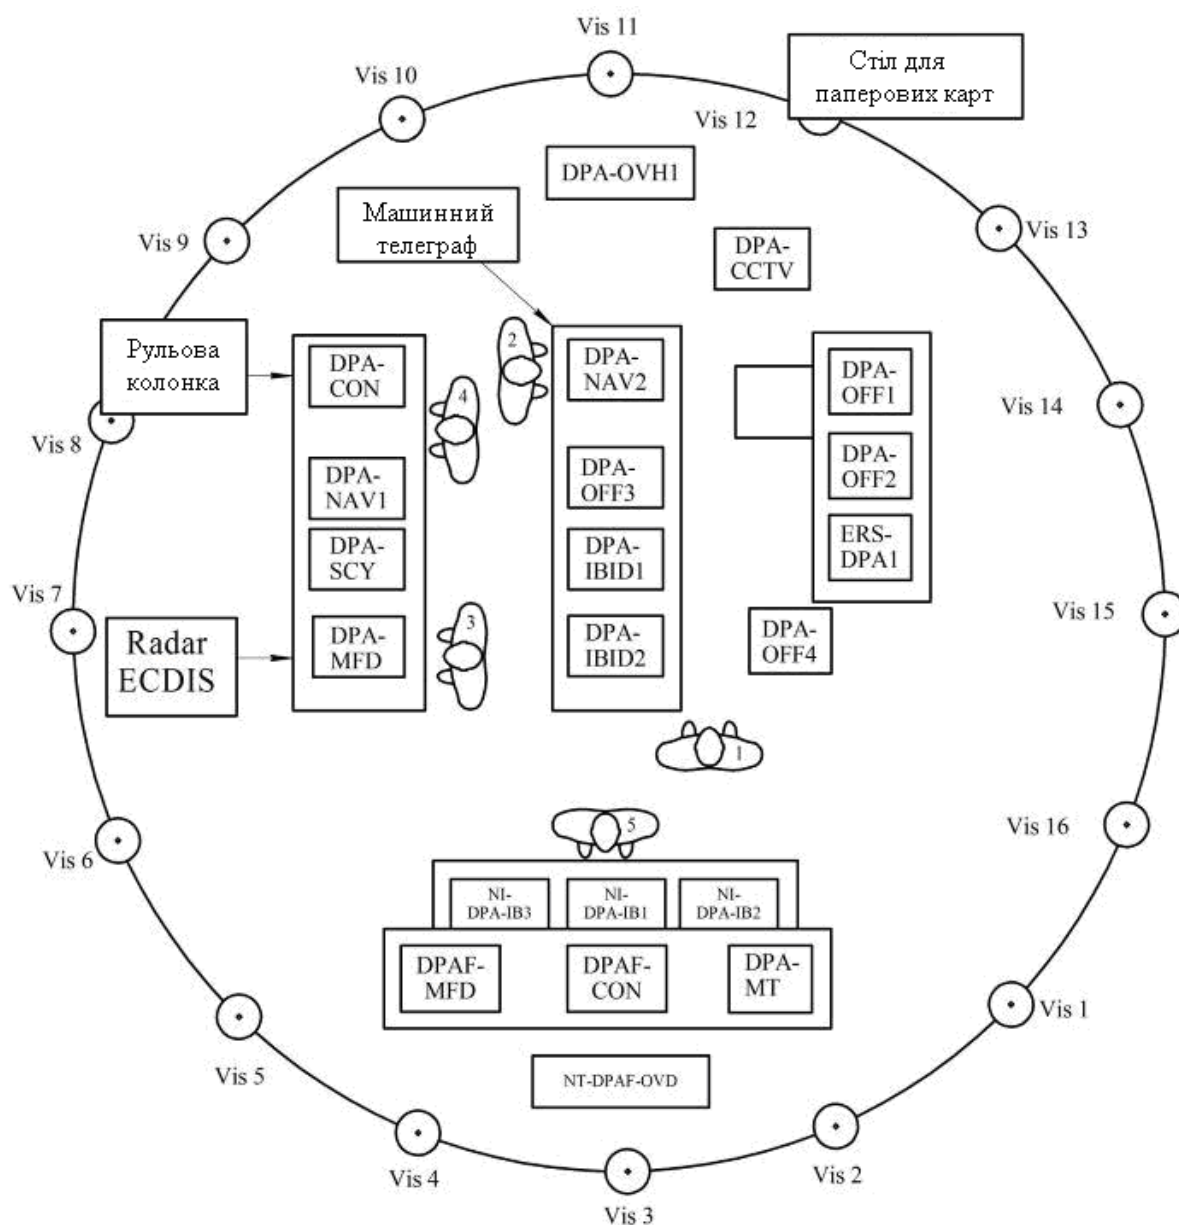 Vis 11
Стіл для
паперових карт
Vis 10
Vis 12
DPA-OVH1
Машинний
телеграф
Vis 9
Vis 13
DPA-
CCTV
Рульова
колонка
DPA-
CON
2
DPA-
NAV2
DPA-
OFF1
4
Vis 14
Vis 8
DPA-
NAV1
DPA-
OFF3
DPA-
OFF2
DPA-
SCY
DPA-
IBID1
ERS-
DPA1
Vis 7
Vis 15
Radar
ECDIS
DPA-
MFD
3
DPA-
IBID2
DPA-
OFF4
1
5
Vis 6
Vis 16
NI-
DPA-IB3
NI-
DPA-IB1
NI-
DPA-IB2
DPAF-
MFD
DPAF-
CON
DPA-
MT
Vis 1
Vis 5
NT-DPAF-OVD
Vis 4
Vis 2
Vis 3